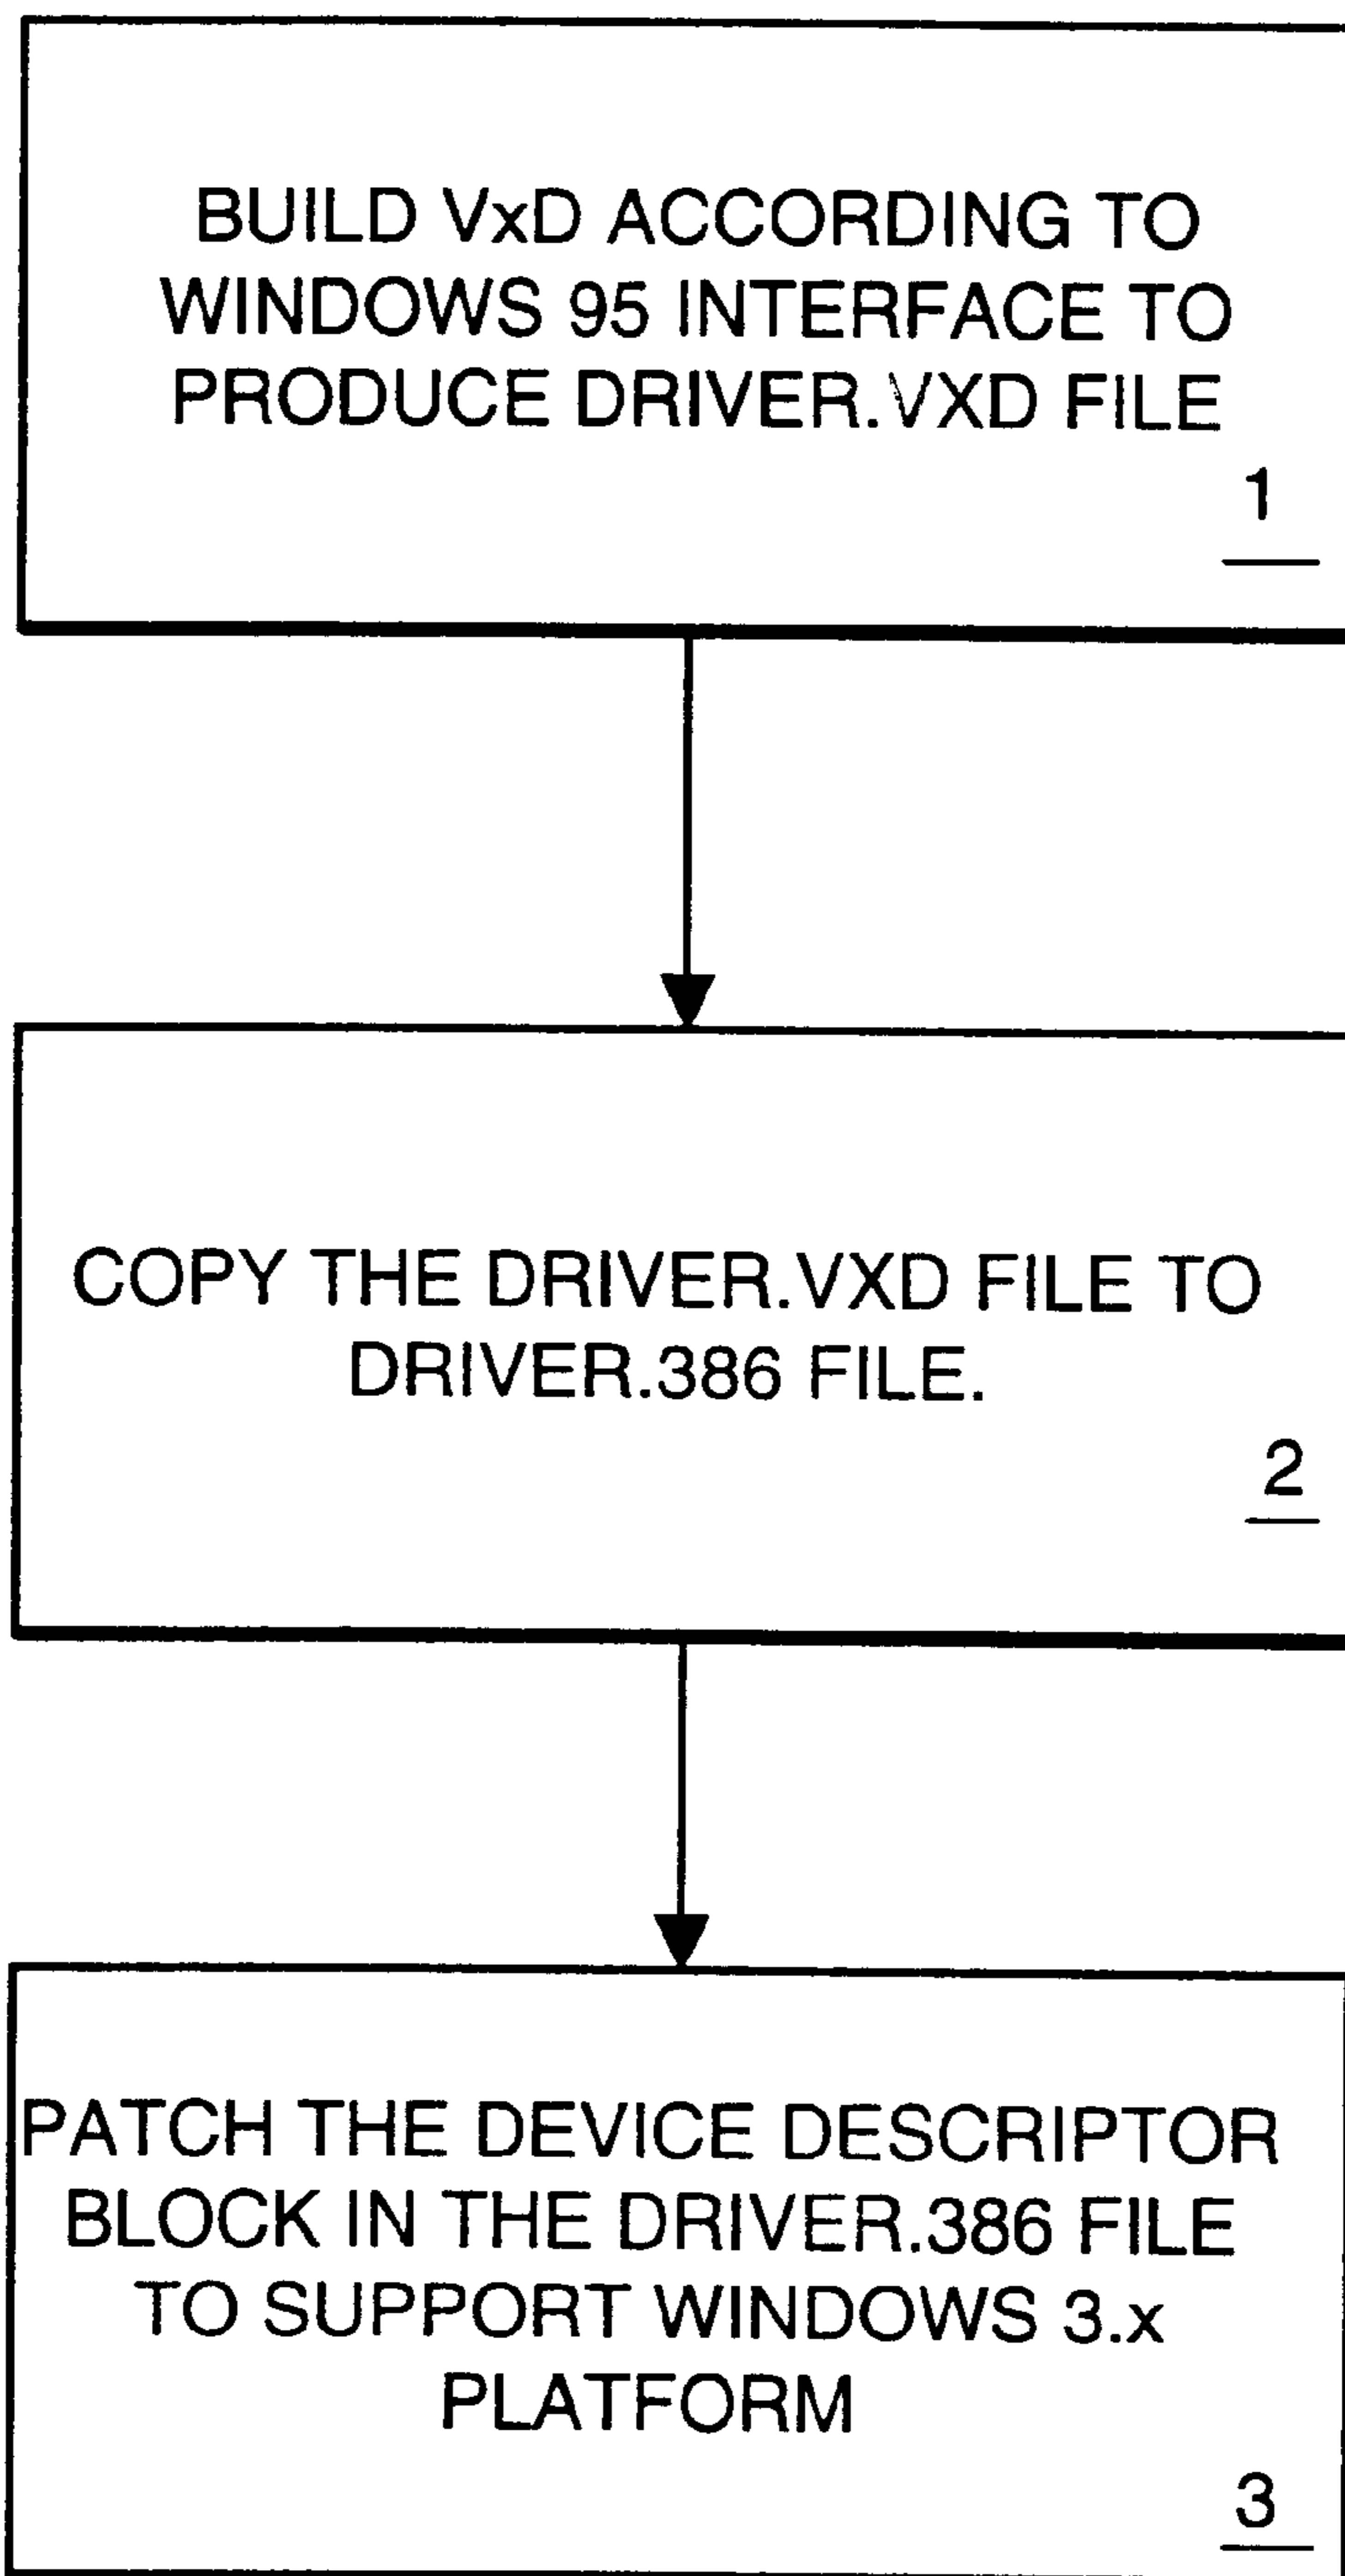 BUILD VxD ACCORDING TO
WINDOWS 95 INTERFACE TO
PRODUCE DRIVER.VXD FILE
1
COPY THE DRIVER.VXD FILE TO
DRIVER.386 FILE.
2
PATCH THE DEVICE DESCRIPTOR
BLOCK IN THE DRIVER.386 FILE
TO SUPPORT WINDOWS 3.x
PLATFORM
3